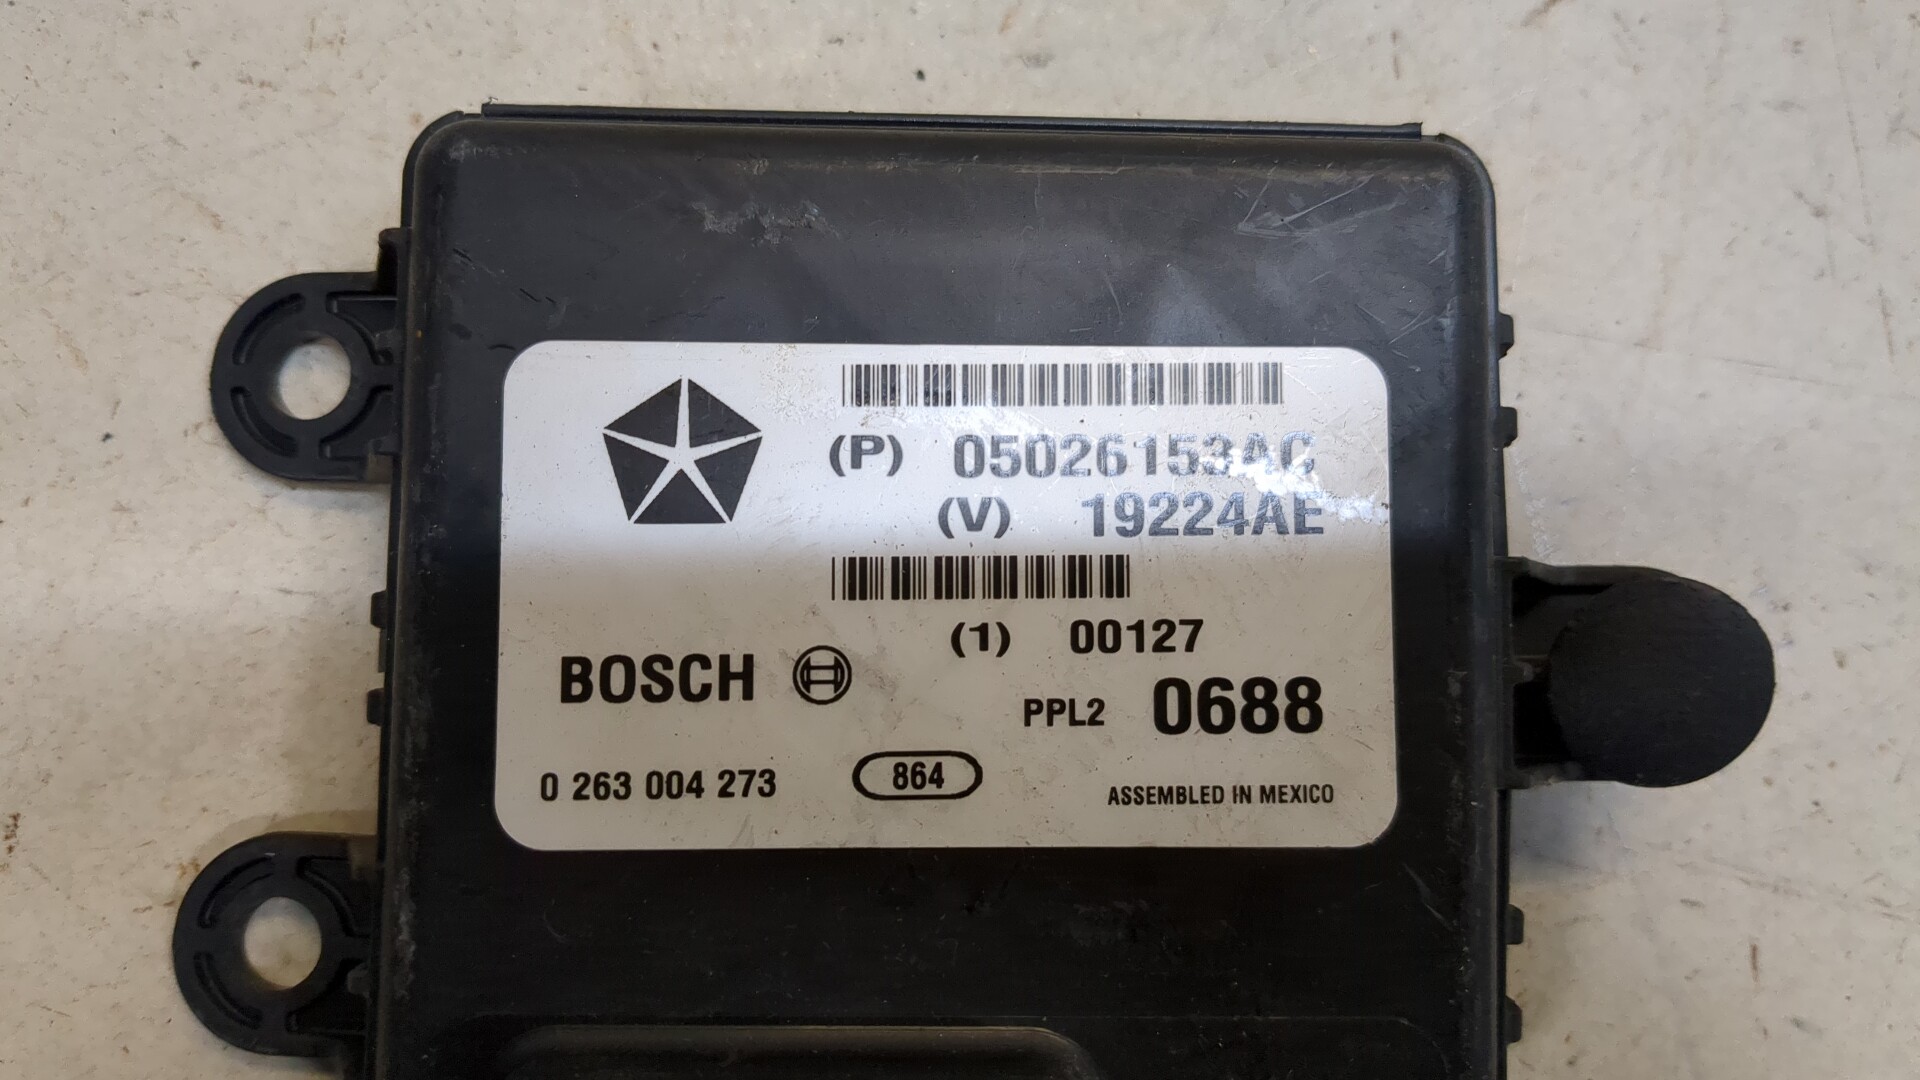 (P) 05026153AC
(V) 19224AE
(1) 00127
BOSCH
PPL2 0688
0 263 004 273 864 ASSEMBLED IN MEXICO